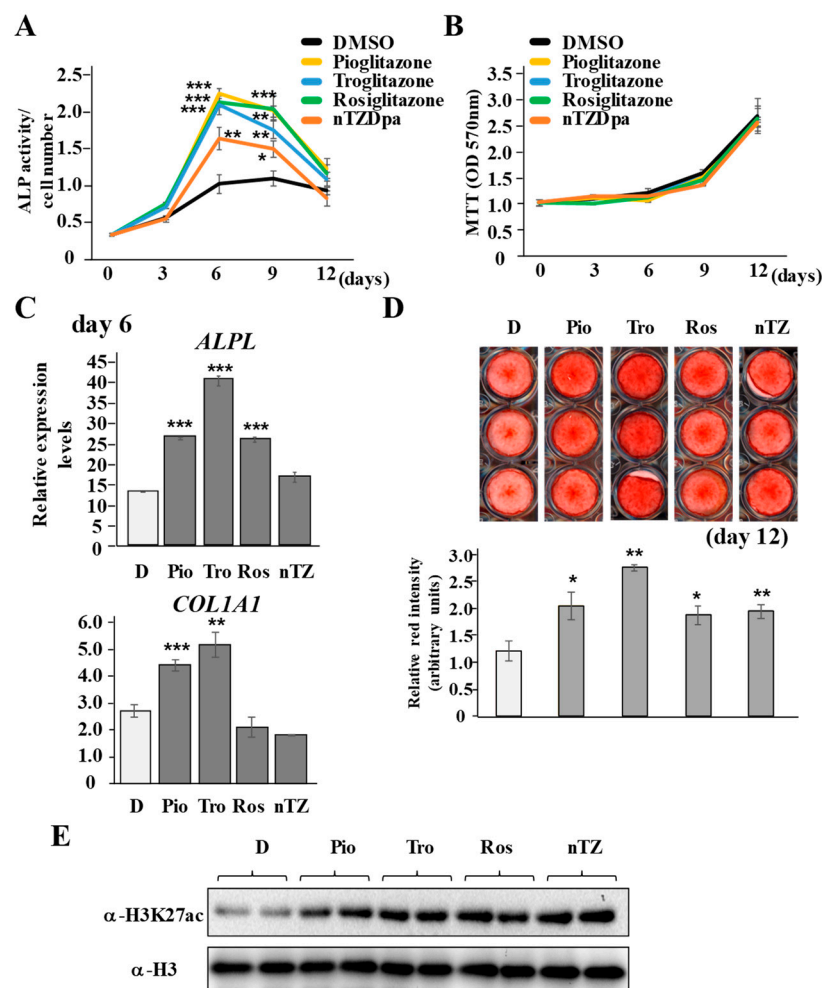 A
DMSO
Pioglitazone
Troglitazone
Rosiglitazone
nTZDpa
ALP activity/
cell number
2.5
2.0
1.5
1.0
0.5
0
***
***
***
***
**
**
**
*
0 3 6 9 12 (days)
B
DMSO
Pioglitazone
Troglitazone
Rosiglitazone
nTZDpa
MTT (OD 570nm)
3.5
3.0
2.5
2.0
1.5
1.0
0.5
0
0 3 6 9 12 (days)
C
day 6
ALPL
Relative expression
levels
45
40
35
30
25
20
15
10
5
0
*** *** ***
D Pio Tro Ros nTZ
COL1A1
6.0
5.0
4.0
3.0
2.0
1.0
0
*** **
D Pio Tro Ros nTZ
D
D Pio Tro Ros nTZ
(day 12)
Relative red intensity
(arbitrary units)
3.0
2.5
2.0
1.5
1.0
0.5
0
* ** * **
E
D Pio Tro Ros nTZ
α-H3K27ac
α-H3